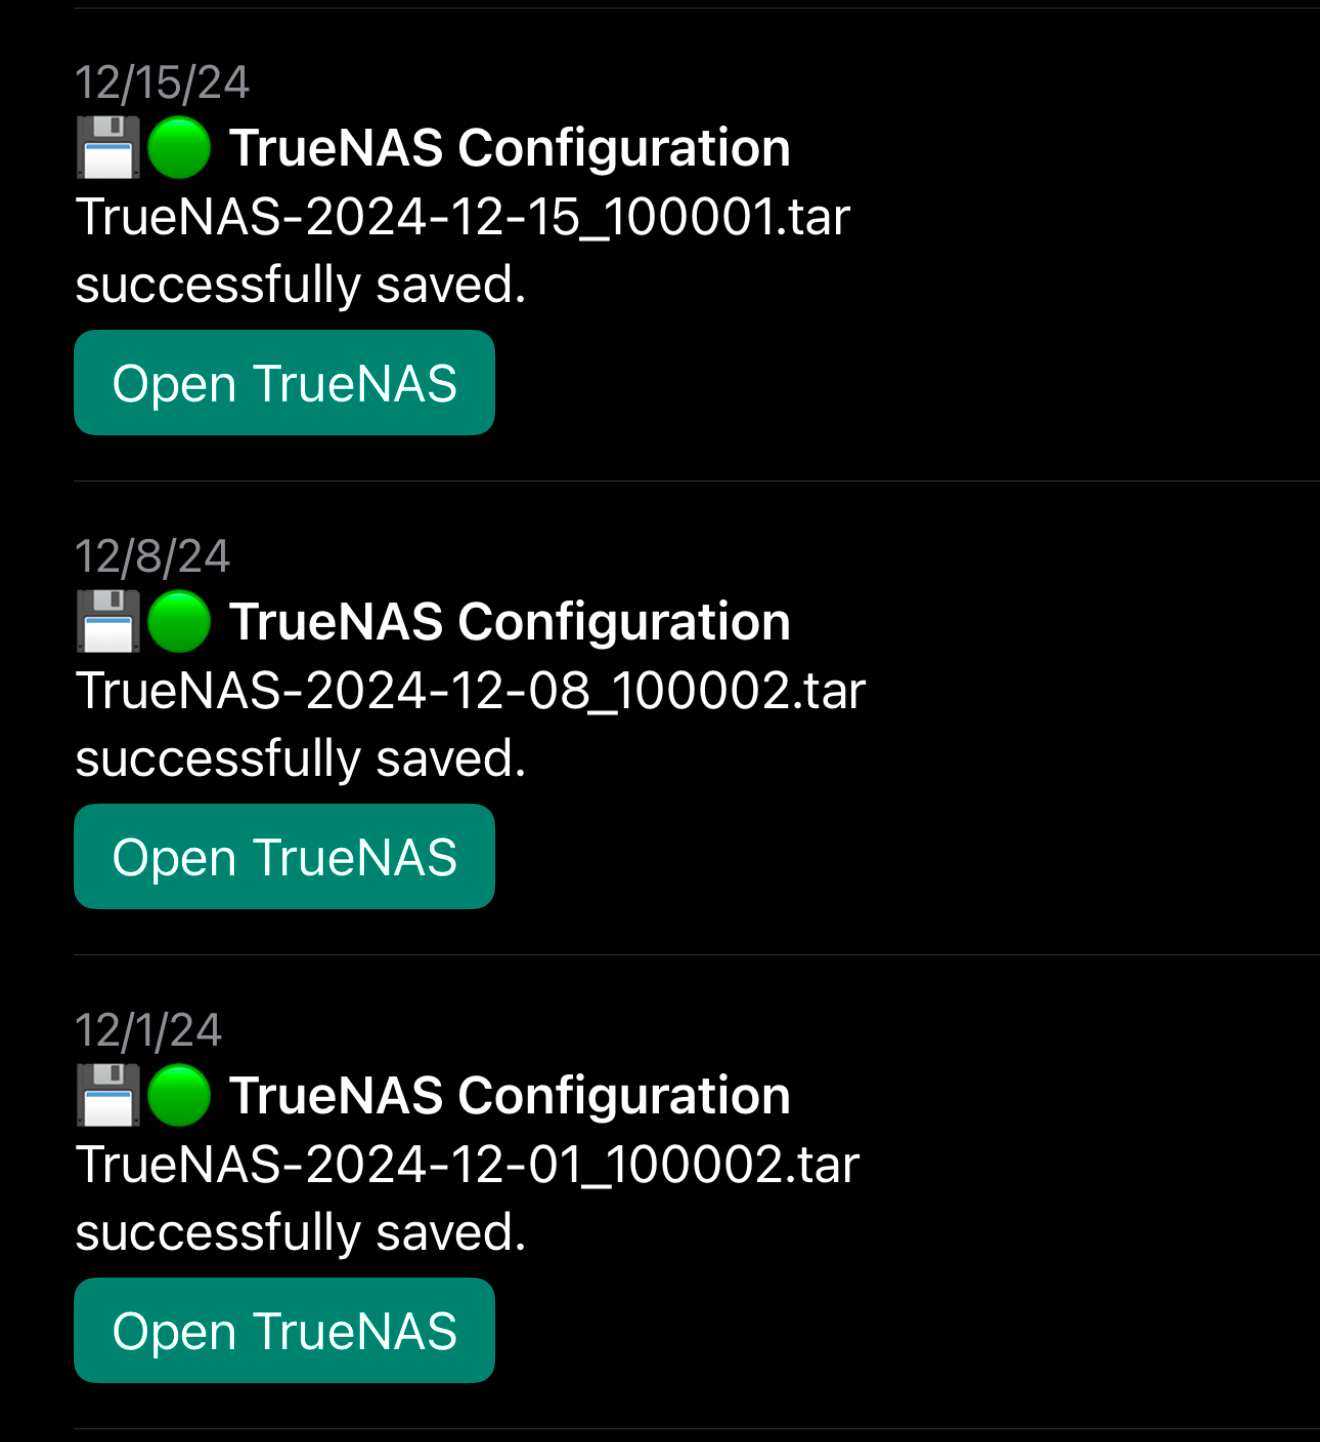 12/15/24
💾🟢 TrueNAS Configuration
TrueNAS-2024-12-15_100001.tar
successfully saved.
Open TrueNAS
12/8/24
💾🟢 TrueNAS Configuration
TrueNAS-2024-12-08_100002.tar
successfully saved.
Open TrueNAS
12/1/24
💾🟢 TrueNAS Configuration
TrueNAS-2024-12-01_100002.tar
successfully saved.
Open TrueNAS